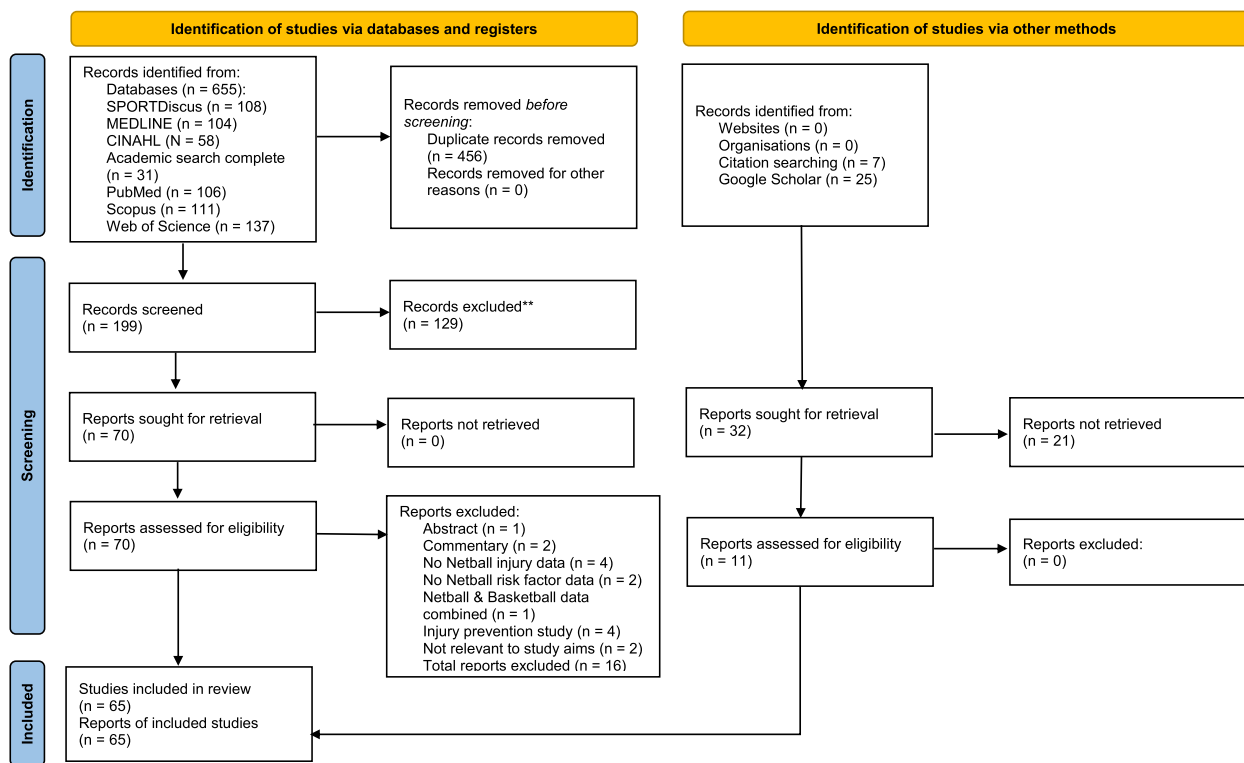 Identification of studies via databases and registers
Identification of studies via other methods
Identification
Records identified from:
Databases (n = 655):
SPORTDiscus (n = 108)
MEDLINE (n = 104)
CINAHL (N = 58)
Academic search complete
(n = 31)
PubMed (n = 106)
Scopus (n = 111)
Web of Science (n = 137)
Records removed before
screening:
Duplicate records removed
(n = 456)
Records removed for other
reasons (n = 0)
Records identified from:
Websites (n = 0)
Organisations (n = 0)
Citation searching (n = 7)
Google Scholar (n = 25)
Screening
Records screened
(n = 199)
Records excluded**
(n = 129)
Reports sought for retrieval
(n = 70)
Reports not retrieved
(n = 0)
Reports sought for retrieval
(n = 32)
Reports not retrieved
(n = 21)
Reports assessed for eligibility
(n = 70)
Reports excluded:
Abstract (n = 1)
Commentary (n = 2)
No Netball injury data (n = 4)
No Netball risk factor data (n = 2)
Netball & Basketball data
combined (n = 1)
Injury prevention study (n = 4)
Not relevant to study aims (n = 2)
Total reports excluded (n = 16)
Reports assessed for eligibility
(n = 11)
Reports excluded:
(n = 0)
Included
Studies included in review
(n = 65)
Reports of included studies
(n = 65)